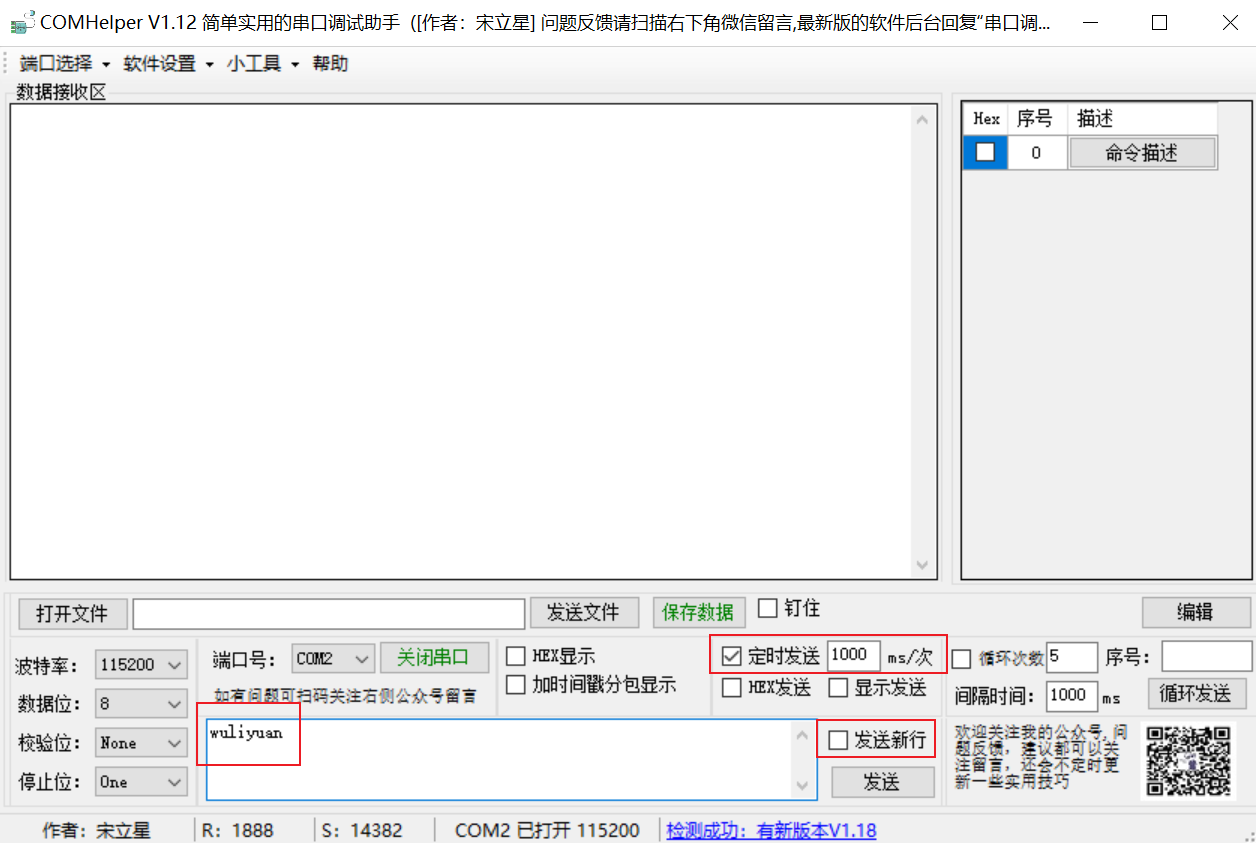 COMHelper V1.12 简单实用的串口调试助手（[作者：宋立星] 问题反馈请扫描右下角微信留言,最新版的软件后台回复“串口调...
端口选择 软件设置 小工具 帮助
数据接收区
Hex 序号 描述
0 命令描述
打开文件 发送文件 保存数据 钉住 编辑
波特率： 115200 端口号： COM2 关闭串口 HEX显示 定时发送 1000 ms/次 循环次数 5 序号：
数据位： 8 如有问题可扫码关注右侧公众号留言 加时间戳分包显示 HEX发送 显示发送 间隔时间： 1000 ms 循环发送
校验位： None wuliyuan 发送新行
停止位： One 发送
欢迎关注我的公众号,问
题反馈，建议都可以关
注留言，还会不定时更
新一些实用技巧
作者：宋立星 R: 1888 S: 14382 COM2 已打开 115200 检测成功：有新版本V1.18